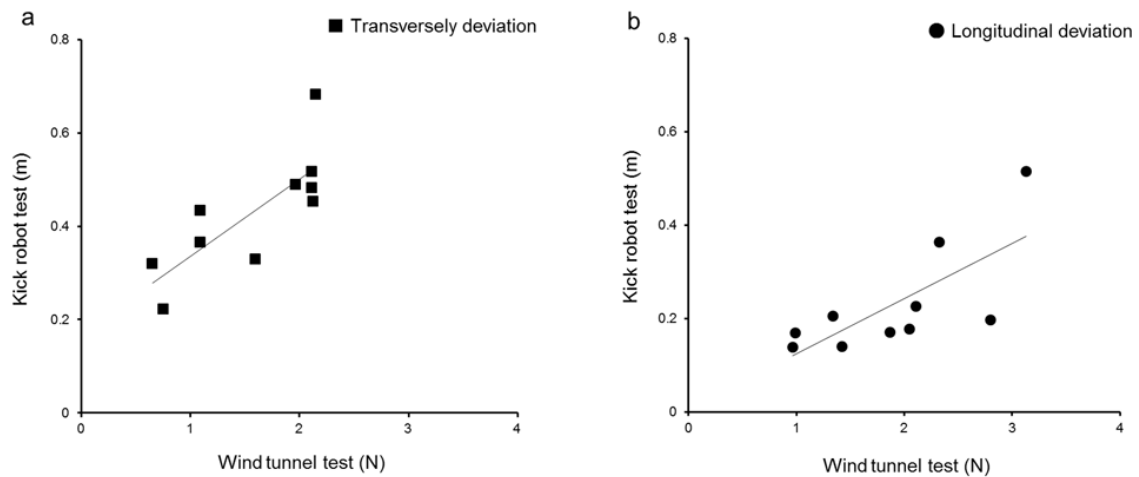 a
Transversely deviation
0.8
0.6
0.4
0.2
0
0
1
2
3
4
Kick robot test (m)
Wind tunnel test (N)
b
Longitudinal deviation
0.8
0.6
0.4
0.2
0
0
1
2
3
4
Kick robot test (m)
Wind tunnel test (N)